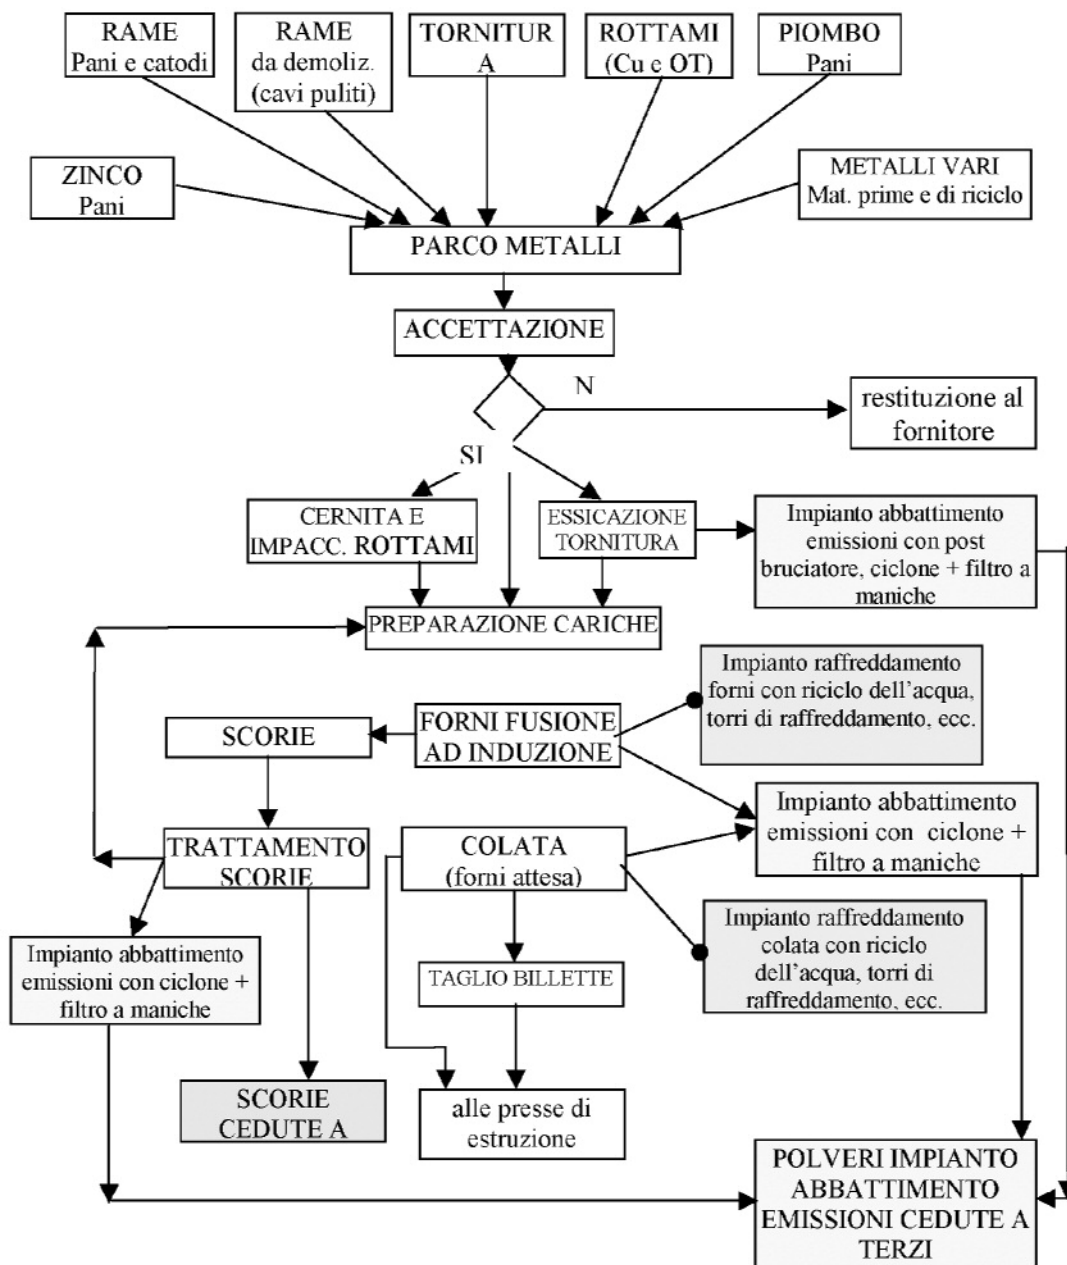 RAME
Pani e catodi
RAME
da demoliz.
(cavi puliti)
TORNITUR
A
ROTTAMI
(Cu e OT)
PIOMBO
Pani
ZINCO
Pani
METALLI VARI
Mat. prime e di riciclo
PARCO METALLI
ACCETTAZIONE
N
restituzione al
fornitore
SI
CERNITA E
IMPACC. ROTTAMI
ESSICAZIONE
TORNITURA
Impianto abbattimento
emissioni con post
bruciatore, ciclone + filtro a
maniche
PREPARAZIONE CARICHE
Impianto raffreddamento
forni con riciclo dell'acqua,
torri di raffreddamento, ecc.
FORNI FUSIONE
AD INDUZIONE
SCORIE
Impianto abbattimento
emissioni con ciclone +
filtro a maniche
TRATTAMENTO
SCORIE
COLATA
(forni attesa)
Impianto raffreddamento
colata con riciclo
dell'acqua, torri di
raffreddamento, ecc.
Impianto abbattimento
emissioni con ciclone +
filtro a maniche
TAGLIO BILLETTE
SCORIE
CEDUTE A
alle presse di
estruzione
POLVERI IMPIANTO
ABBATTIMENTO
EMISSIONI CEDUTE A
TERZI